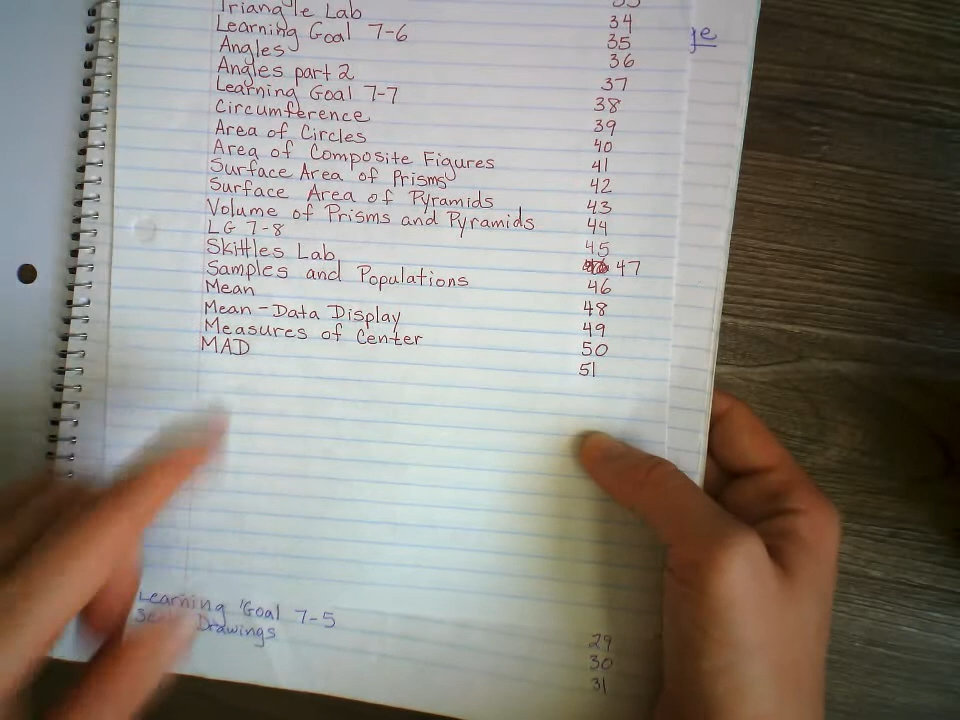 33
Triangle Lab 34
Learning Goal 7-6 35
Angles 36
Angles part 2 37
Learning Goal 7-7 38
Circumference 39
Area of Circles 40
Area of Composite Figures 41
Surface Area of Prisms 42
Surface Area of Pyramids 43
Volume of Prisms and Pyramids 44
LG 7-8 45
Skittles Lab 47
Samples and Populations 46
Mean 48
Mean-Data Display 49
Measures of Center 50
MAD 51
Learning Goal 7-5 29
Drawings 30
31